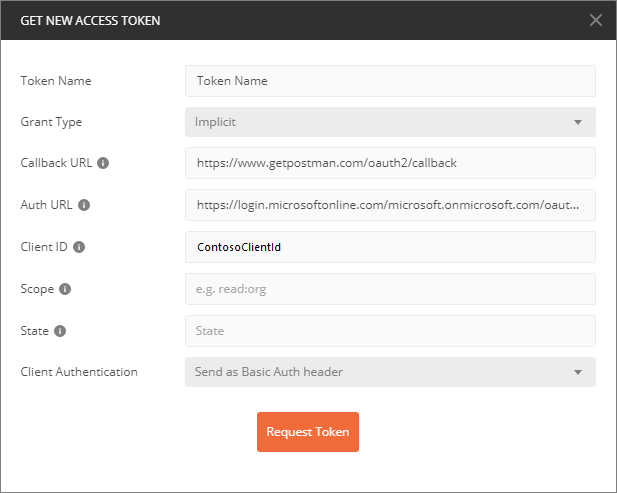 GET NEW ACCESS TOKEN
Token Name Token Name
Grant Type Implicit
Callback URL https://www.getpostman.com/oauth2/callback
Auth URL https://login.microsoftonline.com/microsoft.onmicrosoft.com/oaut...
Client ID ContosoClientId
Scope e.g. read:org
State State
Client Authentication Send as Basic Auth header
Request Token